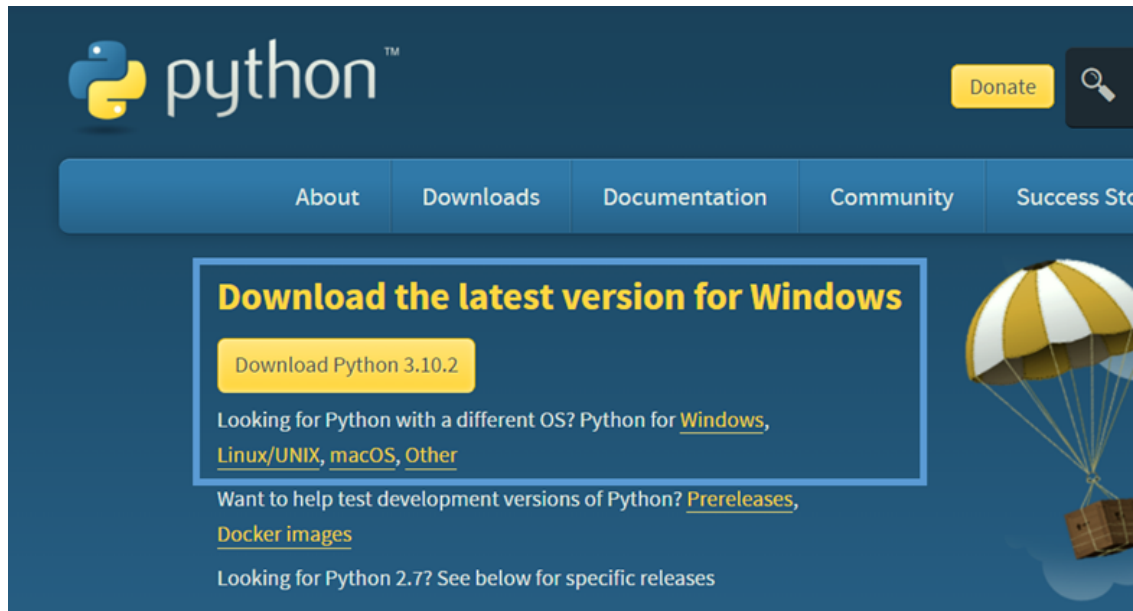 python™
Donate
About Downloads Documentation Community Success Sto
Download the latest version for Windows
Download Python 3.10.2
Looking for Python with a different OS? Python for Windows,
Linux/UNIX, macOS, Other
Want to help test development versions of Python? Prereleases,
Docker images
Looking for Python 2.7? See below for specific releases